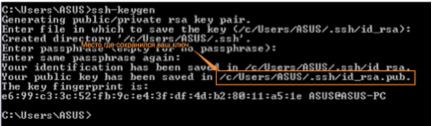 C:\Users\ASUS>ssh-keygen
Generating public/private rsa key pair.
Enter file in which to save the key (/c/Users/ASUS/.ssh/id_rsa):
Created directory '/c/Users/ASUS/.ssh'.
Enter passphrase (empty for no passphrase):
Место где сохранился ваш ключ
Enter same passphrase again:
Your identification has been saved in /c/Users/ASUS/.ssh/id_rsa.
Your public key has been saved in /c/Users/ASUS/.ssh/id_rsa.pub.
The key fingerprint is:
e6:99:c3:3c:52:fb:9c:e4:3f:df:4d:b2:80:11:a5:1e ASUS@ASUS-PC
C:\Users\ASUS>